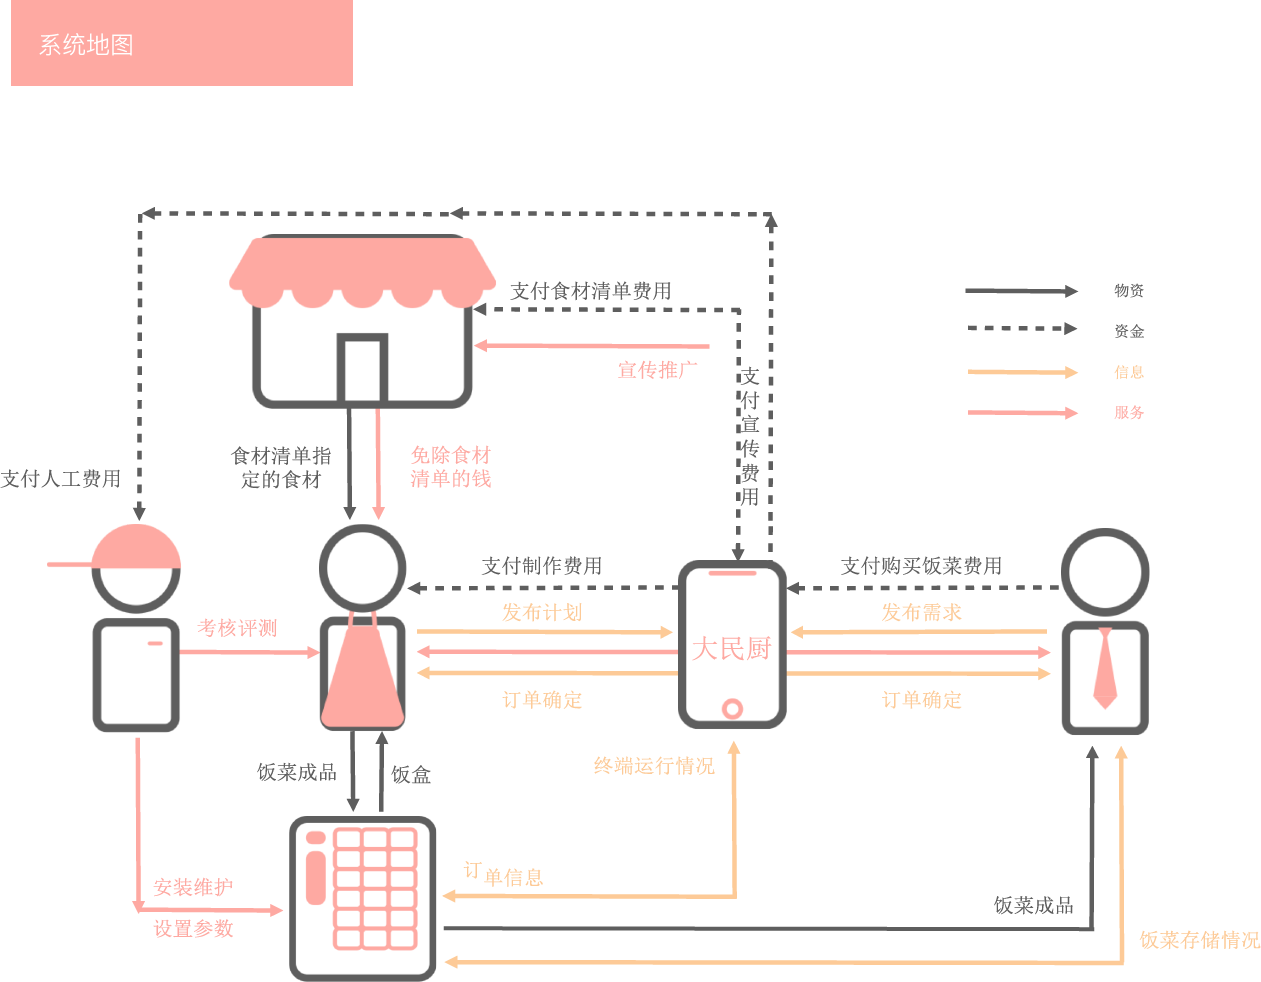 系统地图
支付食材清单费用
物资
资金
宣传推广
信息
服务
支付宣传费用
食材清单指
定的食材
免除食材
清单的钱
支付人工费用
支付制作费用
支付购买饭菜费用
发布计划
发布需求
考核评测
大民厨
订单确定
订单确定
饭菜成品
饭盒
终端运行情况
订单信息
安装维护
设置参数
饭菜成品
饭菜存储情况